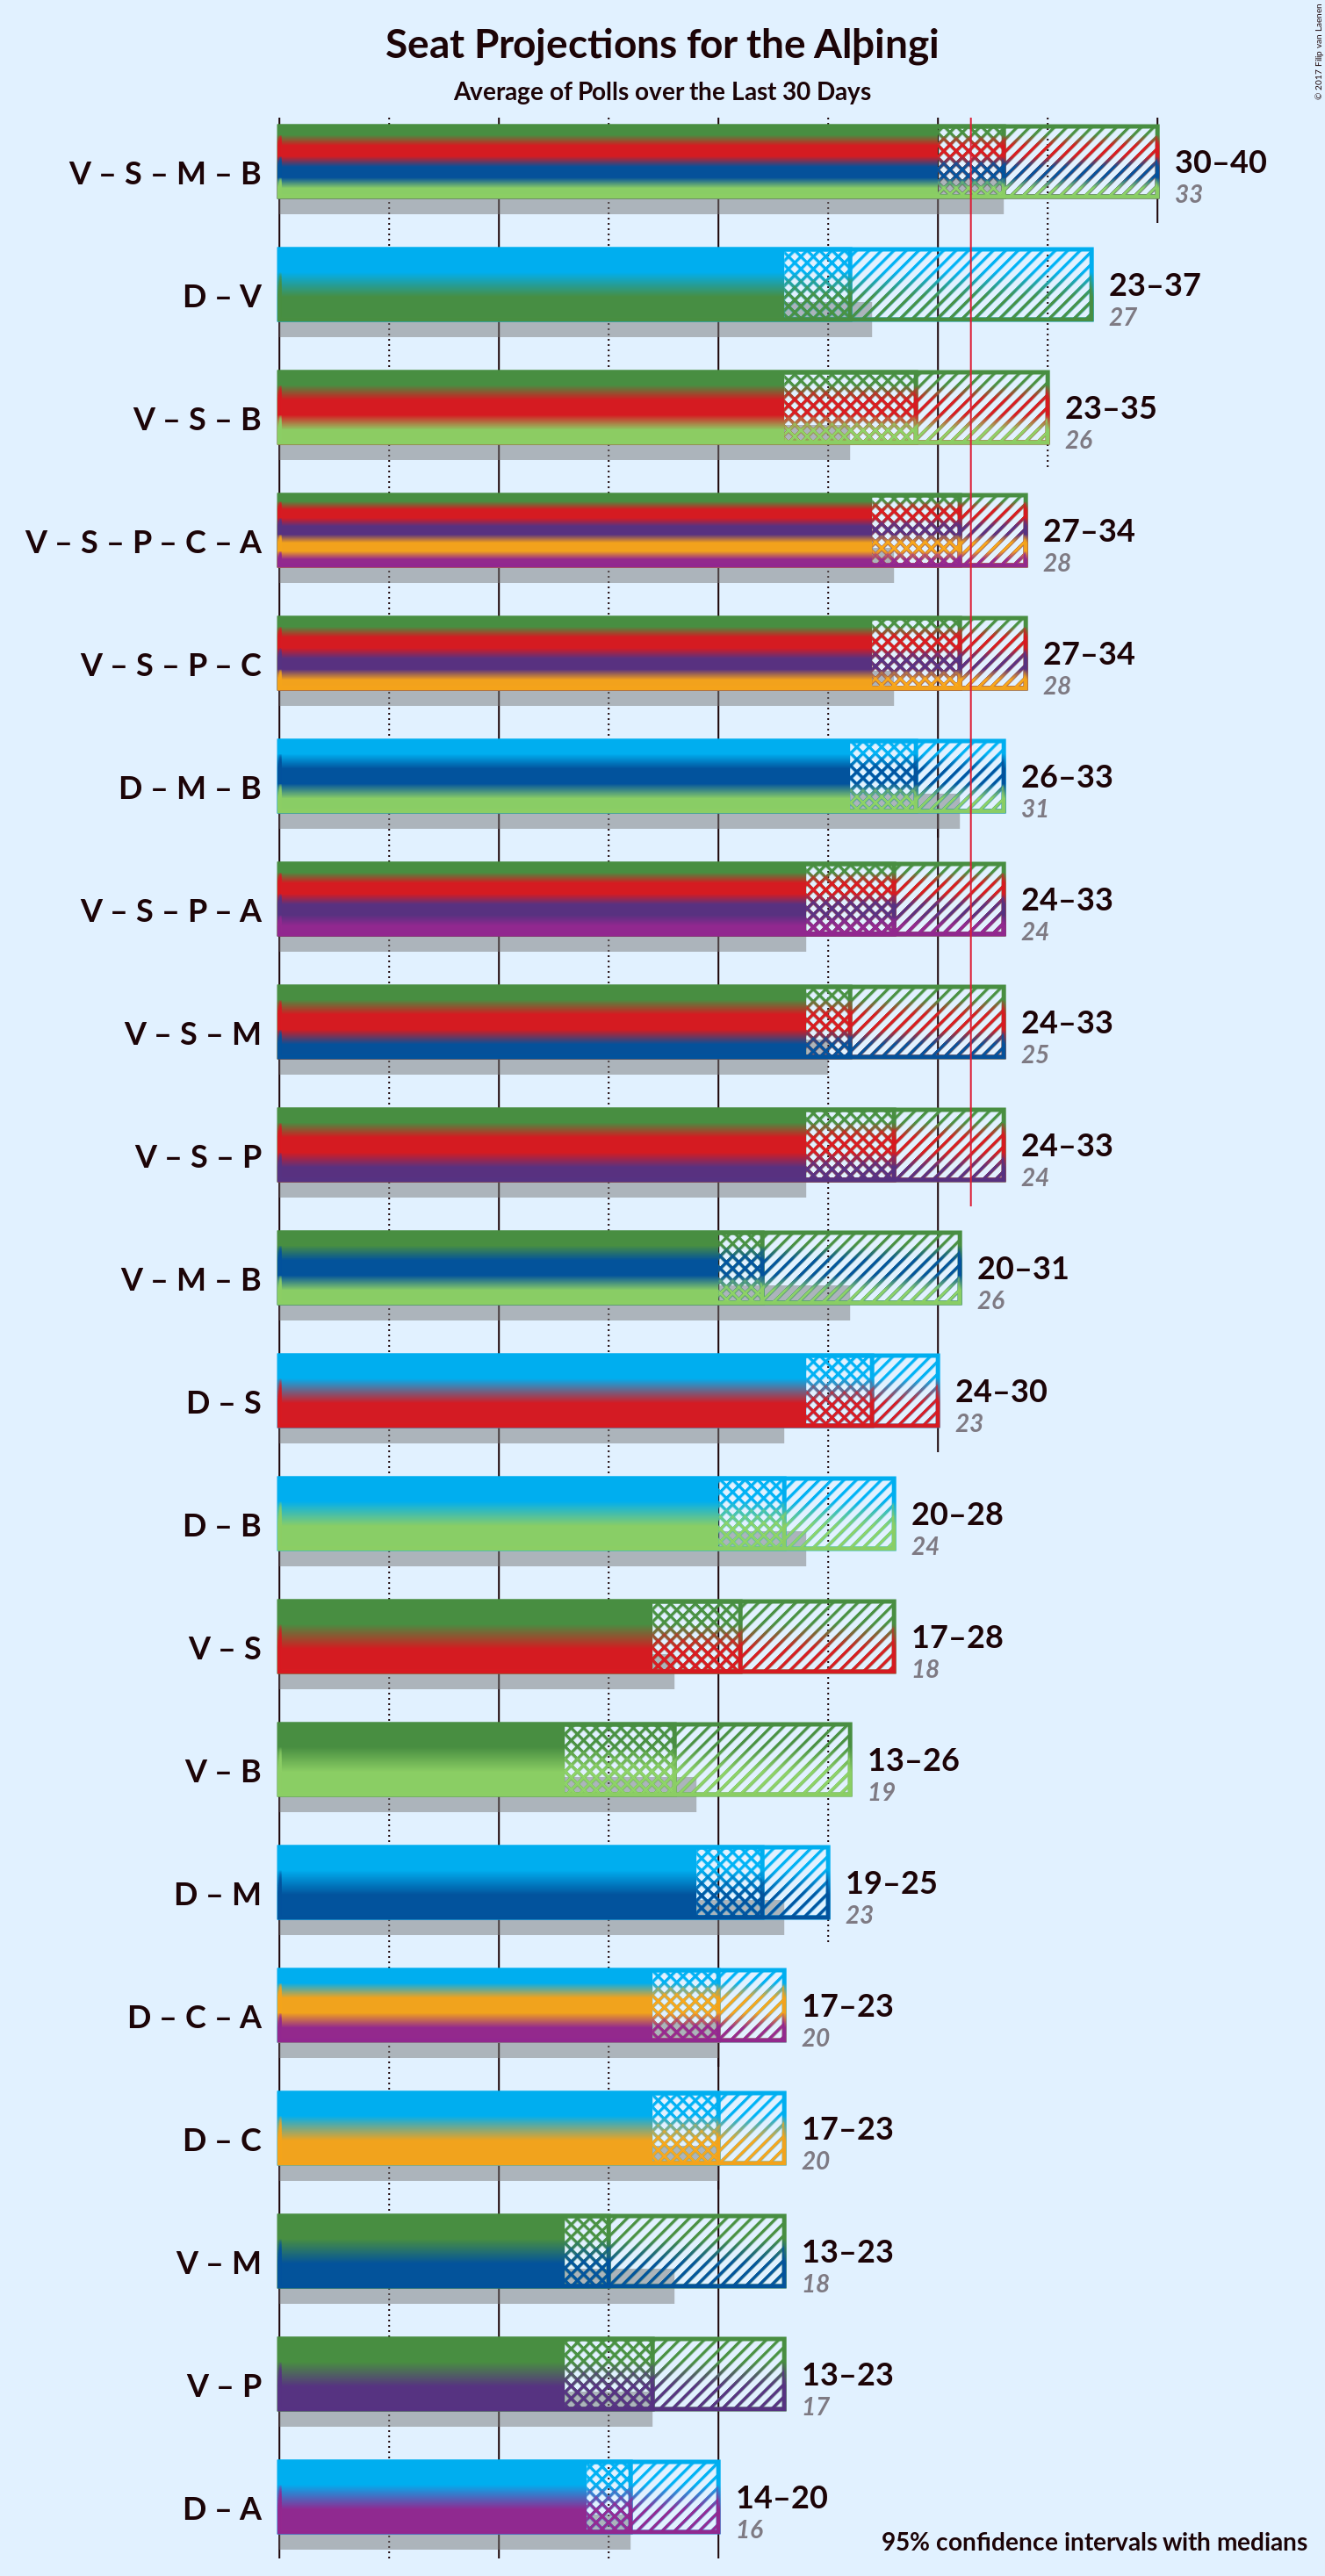 Seat Projections for the Alþingi
Average of Polls over the Last 30 Days
© 2017 Filip van Laenen
V – S – M – B
30–40
33
D – V
23–37
27
V – S – B
23–35
26
V – S – P – C – A
27–34
28
V – S – P – C
27–34
28
D – M – B
26–33
31
V – S – P – A
24–33
24
V – S – M
24–33
25
V – S – P
24–33
24
V – M – B
20–31
26
D – S
24–30
23
D – B
20–28
24
V – S
17–28
18
V – B
13–26
19
D – M
19–25
23
D – C – A
17–23
20
D – C
17–23
20
V – M
13–23
18
V – P
13–23
17
D – A
14–20
16
95% confidence intervals with medians